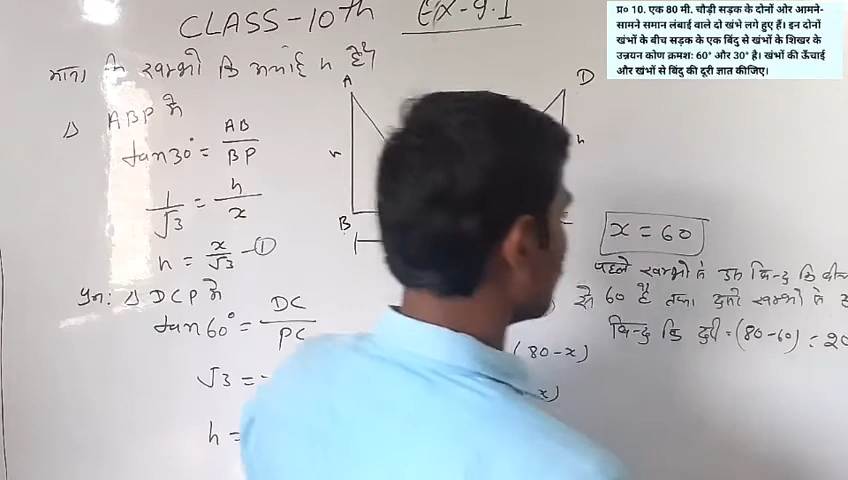 CLASS-10th EX-9.1
प्र० 10. एक 80 मी. चौड़ी सड़क के दोनों ओर आमने-
सामने समान लंबाई वाले दो खंभे लगे हुए हैं। इन दोनों
खंभों के बीच सड़क के एक बिंदु से खंभों के शिखर के
उन्नयन कोण क्रमश: 60° और 30° है। खंभों की ऊँचाई
और खंभों से बिंदु की दूरी ज्ञात कीजिए।
कि खम्भो कि h है
Δ ABP में
tan30° = AB/BP
1/√3 = h/x
h = x/√3 -①
पुनः Δ DCP में
tan60° = DC/PC
√3 =
h =
A
D
h
h
B
(80-x)
x)
x = 60
पहले खम्भो से उस बिन्दु कि बीच
से 60 है तथा दुसरे खम्भो से
बिन्दु कि दुरी = (80-60) = 20